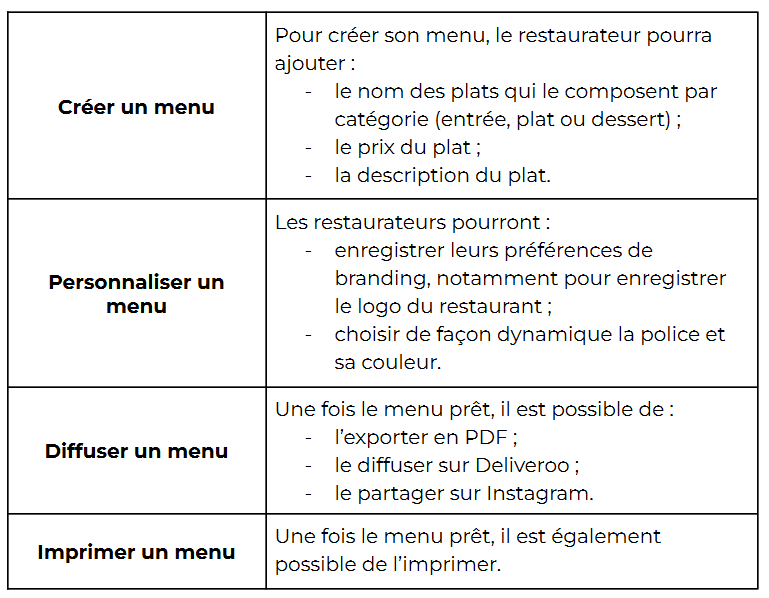 Créer un menu
Pour créer son menu, le restaurateur pourra
ajouter :
- le nom des plats qui le composent par
catégorie (entrée, plat ou dessert) ;
- le prix du plat ;
- la description du plat.
Personnaliser un
menu
Les restaurateurs pourront :
- enregistrer leurs préférences de
branding, notamment pour enregistrer
le logo du restaurant ;
- choisir de façon dynamique la police et
sa couleur.
Diffuser un menu
Une fois le menu prêt, il est possible de :
- l’exporter en PDF ;
- le diffuser sur Deliveroo ;
- le partager sur Instagram.
Imprimer un menu
Une fois le menu prêt, il est également
possible de l’imprimer.